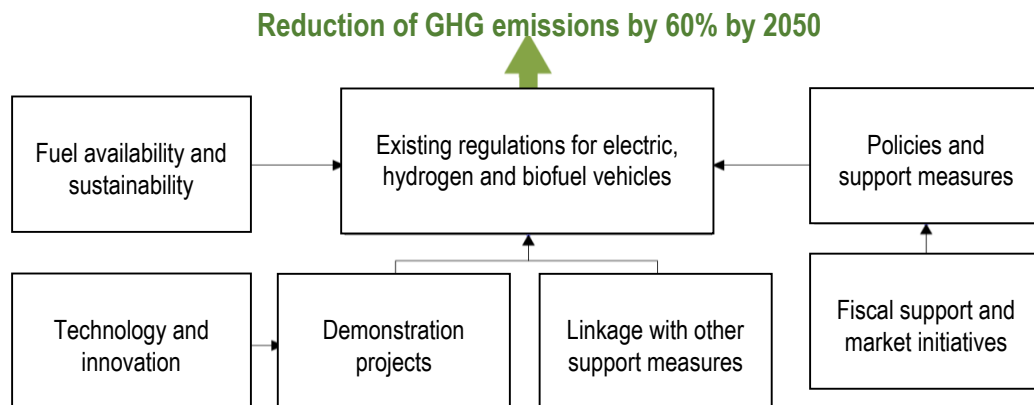 Reduction of GHG emissions by 60% by 2050
Fuel availability and
sustainability
Existing regulations for electric,
hydrogen and biofuel vehicles
Policies and
support measures
Technology and
innovation
Demonstration
projects
Linkage with other
support measures
Fiscal support and
market initiatives